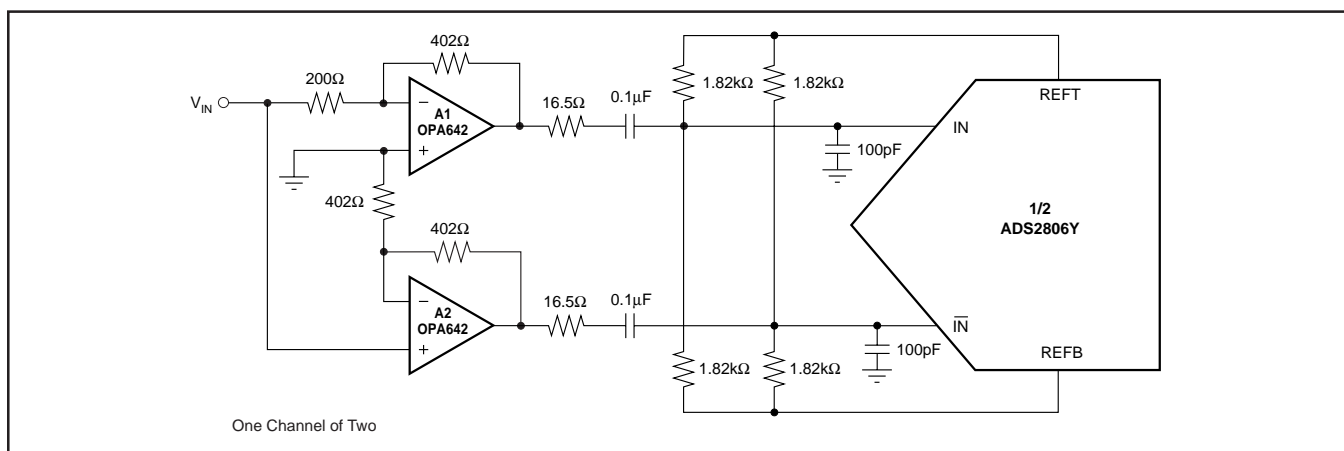 402Ω
200Ω
V_IN
−
A1
OPA642
+
402Ω
402Ω
−
A2
OPA642
+
16.5Ω
0.1µF
16.5Ω
0.1µF
1.82kΩ
1.82kΩ
1.82kΩ
1.82kΩ
100pF
100pF
REFT
IN
1/2
ADS2806Y
I̅N̅
REFB
One Channel of Two